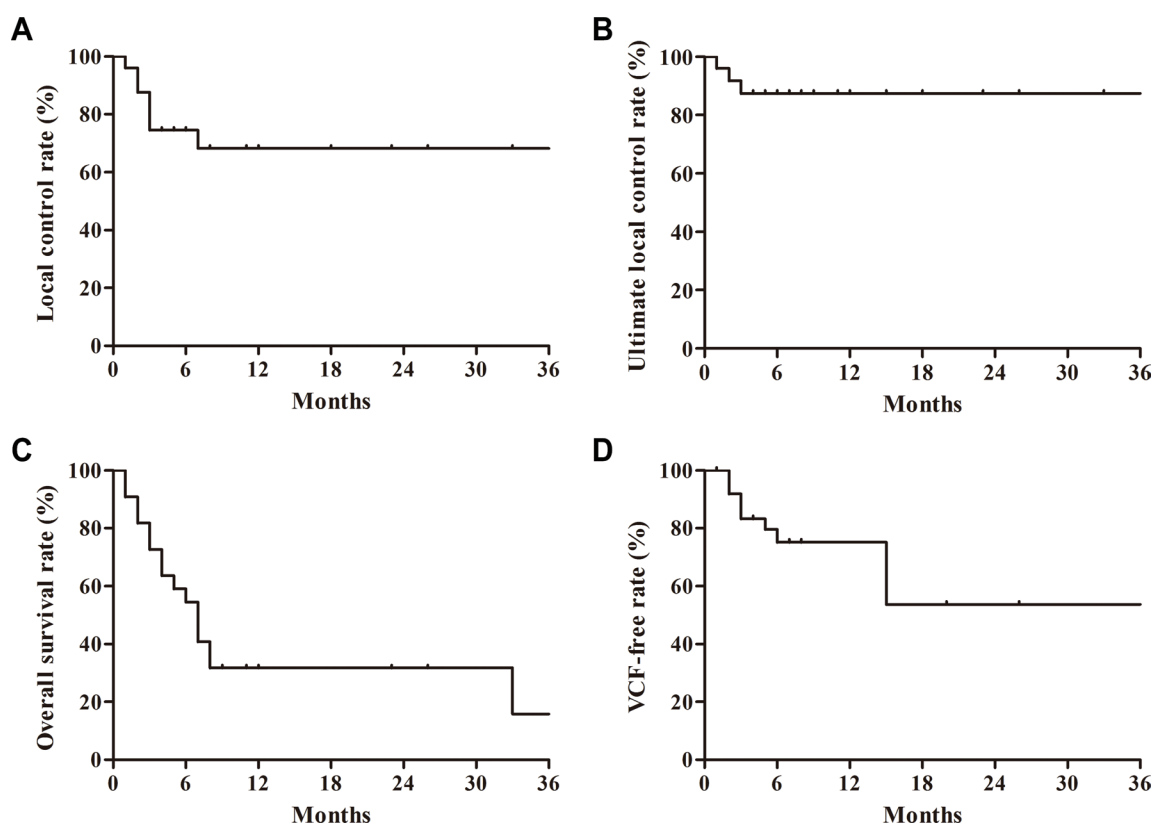 A
Local control rate (%)
100
80
60
40
20
0
0 6 12 18 24 30 36
Months
B
Ultimate local control rate (%)
100
80
60
40
20
0
0 6 12 18 24 30 36
Months
C
Overall survival rate (%)
100
80
60
40
20
0
0 6 12 18 24 30 36
Months
D
VCF-free rate (%)
100
80
60
40
20
0
0 6 12 18 24 30 36
Months